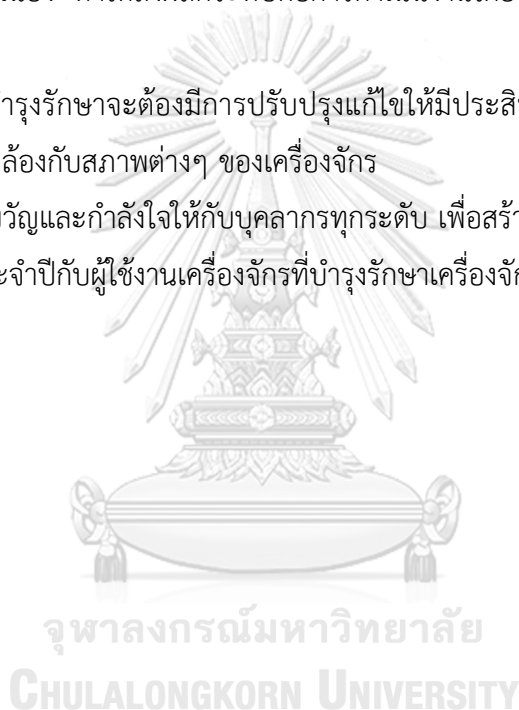 ำรุงรักษาจะต้องมีการปรับปรุงแก้ไขให้มีประสิ
ล้องกับสภาพต่างๆ ของเครื่องจักร
วัญและกำลังใจให้กับบุคลากรทุกระดับ เพื่อสร้า
ะจำปีกับผู้ใช้งานเครื่องจักรที่บำรุงรักษาเครื่องจัก
จุฬาลงกรณ์มหาวิทยาลัย
CHULALONGKORN UNIVERSITY